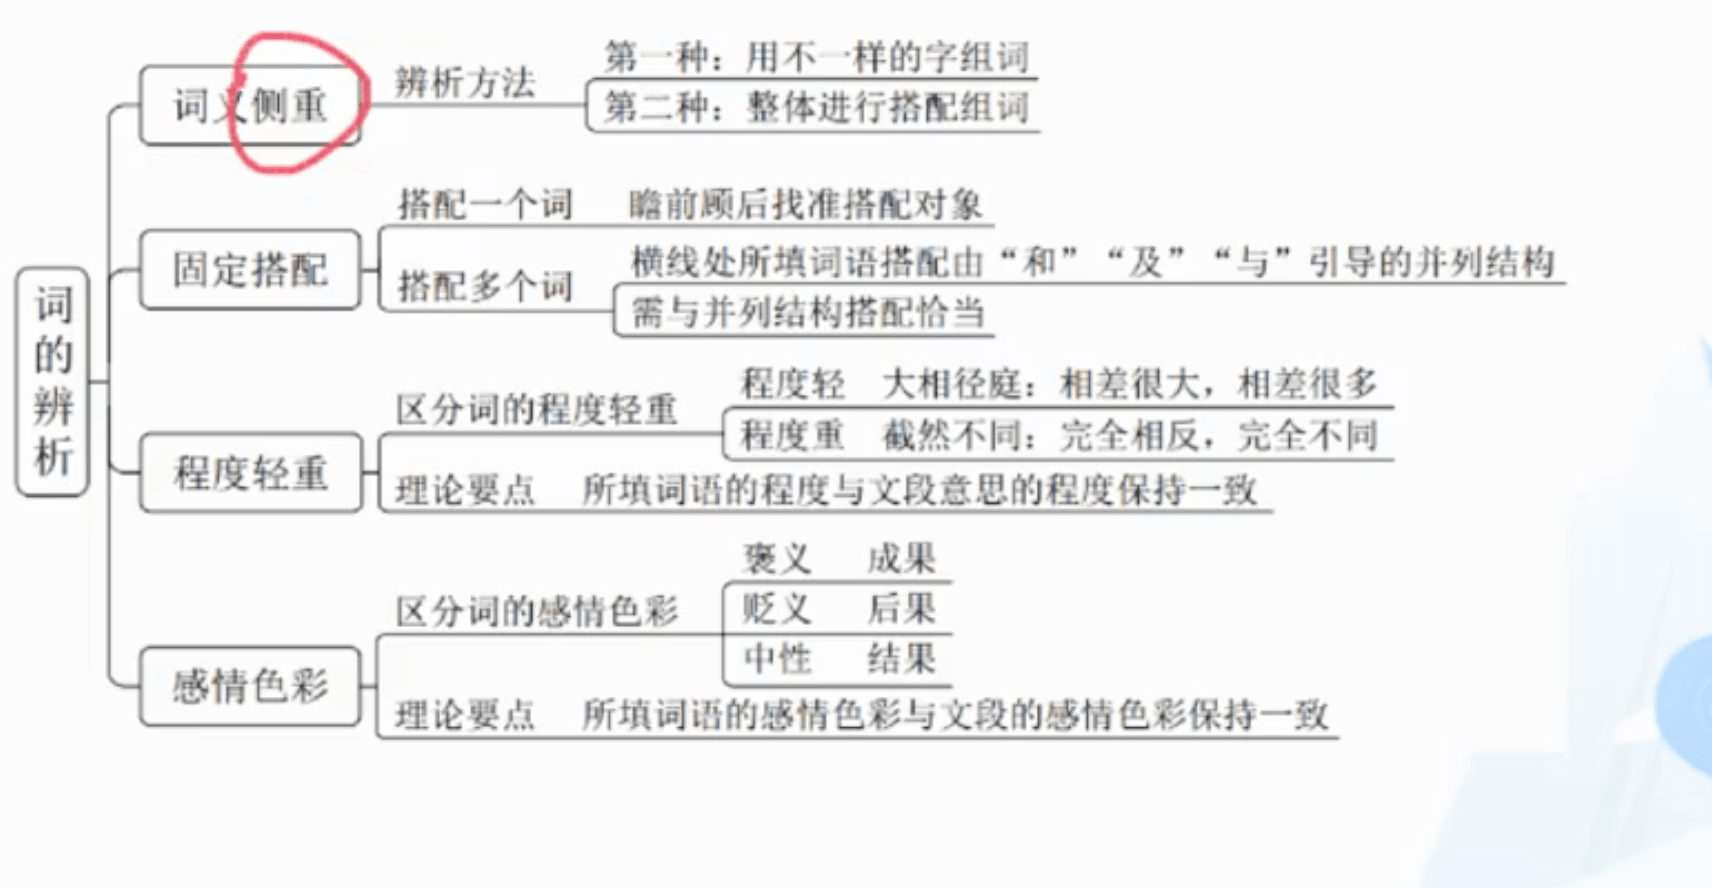 词的辨析
词义侧重
辨析方法
第一种：用不一样的字组词
第二种：整体进行搭配组词
固定搭配
搭配一个词 瞻前顾后找准搭配对象
搭配多个词
横线处所填词语搭配由“和”“及”“与”引导的并列结构
需与并列结构搭配恰当
程度轻重
区分词的程度轻重
程度轻 大相径庭：相差很大，相差很多
程度重 截然不同：完全相反，完全不同
理论要点 所填词语的程度与文段意思的程度保持一致
感情色彩
区分词的感情色彩
褒义 成果
贬义 后果
中性 结果
理论要点 所填词语的感情色彩与文段的感情色彩保持一致